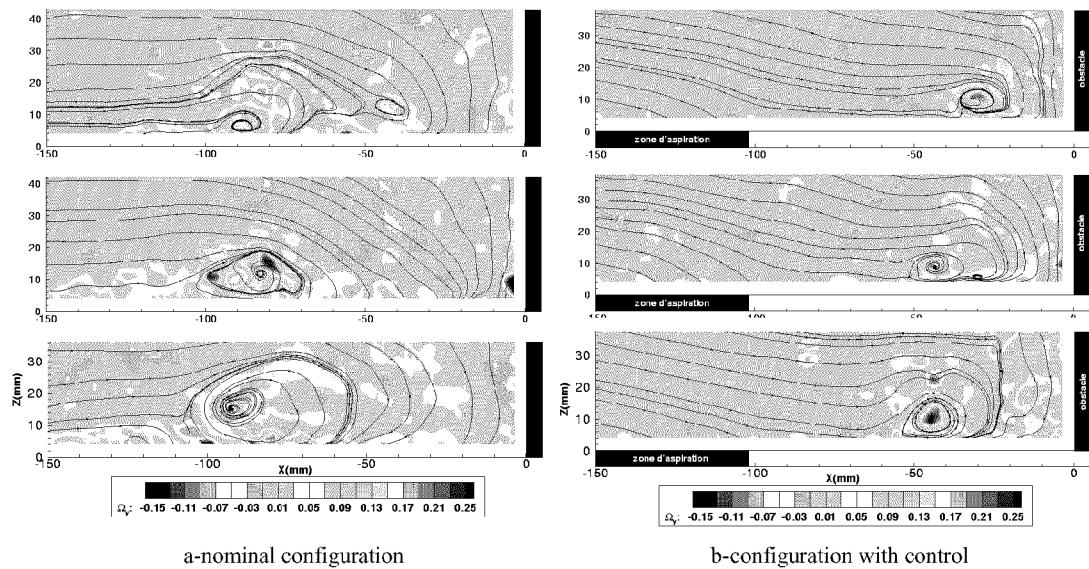 40
30
20
10
0
-150 -100 -50 0
40
30
20
10
0
-150 -100 -50 0
Z(mm)
30
20
10
0
-150 -100 -50 0
X(mm)
Ωy: -0.15 -0.11 -0.07 -0.03 0.01 0.05 0.09 0.13 0.17 0.21 0.25
a-nominal configuration
30
20
10
0
zone d'aspiration
obstacle
-150 -100 -50 0
30
20
10
0
zone d'aspiration
obstacle
-150 -100 -50 0
Z(mm)
30
20
10
0
zone d'aspiration
obstacle
-150 -100 -50 0
X(mm)
Ωy: -0.15 -0.11 -0.07 -0.03 0.01 0.05 0.09 0.13 0.17 0.21 0.25
b-configuration with control